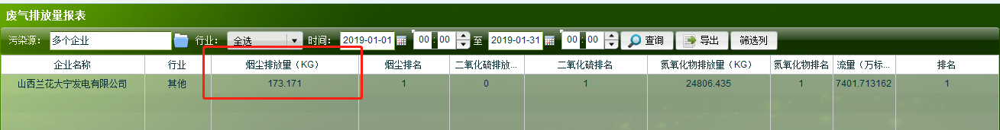 废气排放量报表
污染源： 多个企业 行业： 全选 时间： 2019-01-01 00:00 至 2019-01-31 00:00 查询 导出 筛选列
企业名称 行业 烟尘排放量（KG） 烟尘排名 二氧化硫排放... 二氧化硫排名 氮氧化物排放量（KG） 氮氧化物排名 流量（万标... 排名
山西兰花大宁发电有限公司 其他 173.171 1 0 1 24806.435 1 7401.713162 1